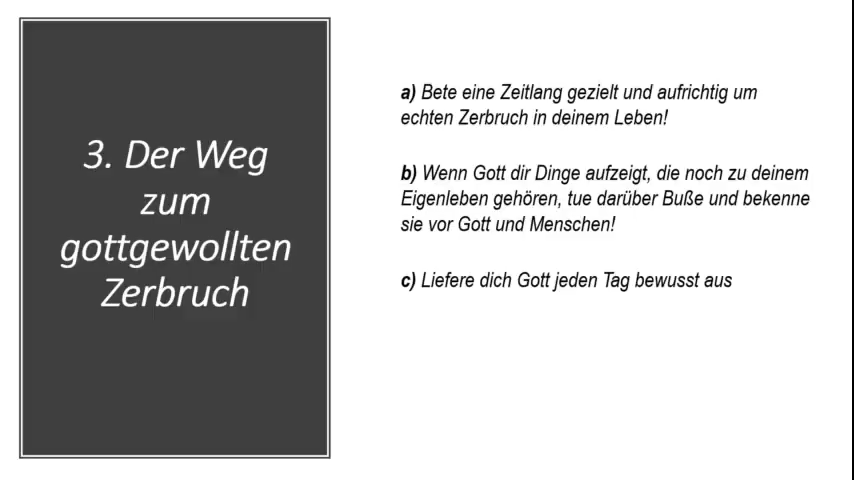 3. Der Weg
zum
gottgewollten
Zerbruch
a) Bete eine Zeitlang gezielt und aufrichtig um
echten Zerbruch in deinem Leben!
b) Wenn Gott dir Dinge aufzeigt, die noch zu deinem
Eigenleben gehören, tue darüber Buße und bekenne
sie vor Gott und Menschen!
c) Liefere dich Gott jeden Tag bewusst aus